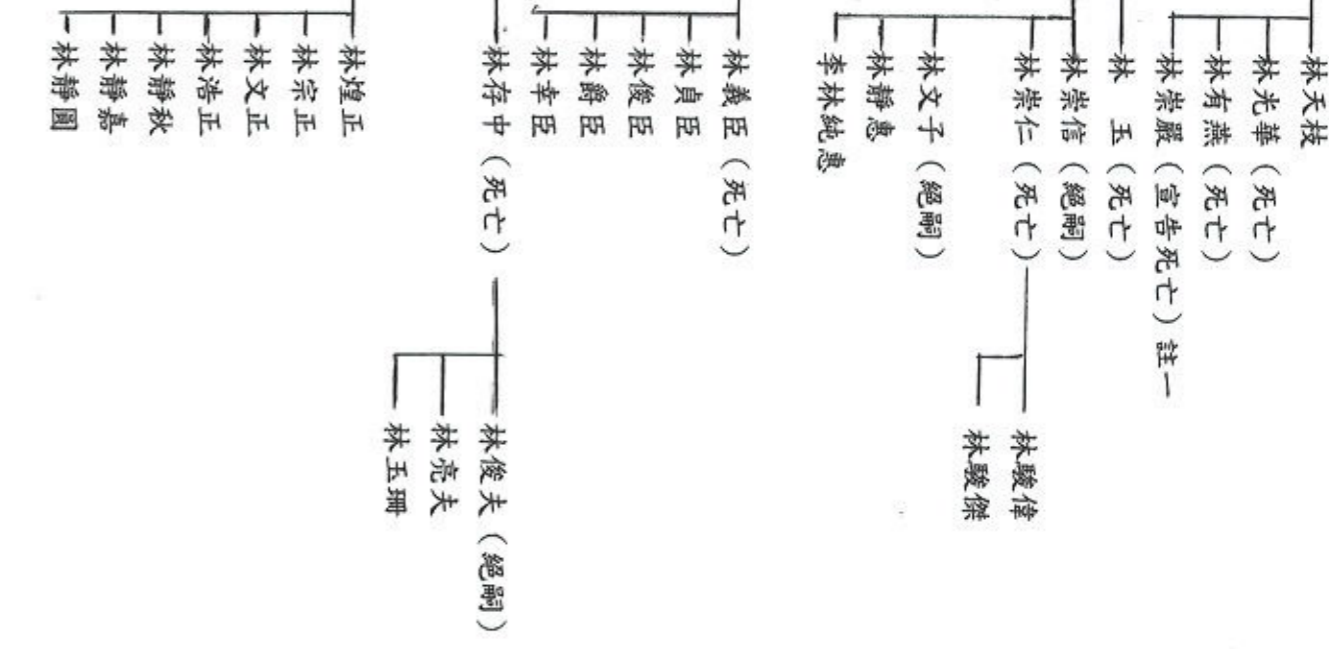 林天枝
林光華（死亡）
林有燕（死亡）
林崇嚴（宣告死亡）註一
林　玉（死亡）
林崇信（絕嗣）
林崇仁（死亡）
林駿偉
林駿傑
林文子（絕嗣）
林靜惠
李林純惠
林義臣（死亡）
林貞臣
林俊臣
林爵臣
林幸臣
林存中（死亡）
林俊夫（絕嗣）
林亮夫
林玉珊
林煌正
林宗正
林文正
林浩正
林靜秋
林靜嘉
林靜圓